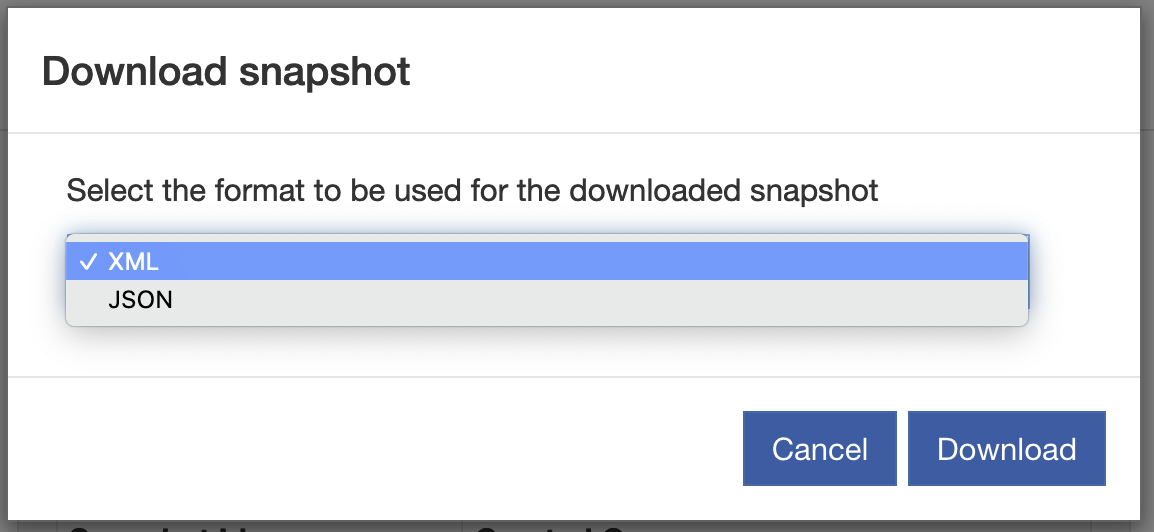 Download snapshot
Select the format to be used for the downloaded snapshot
✓ XML
JSON
Cancel
Download